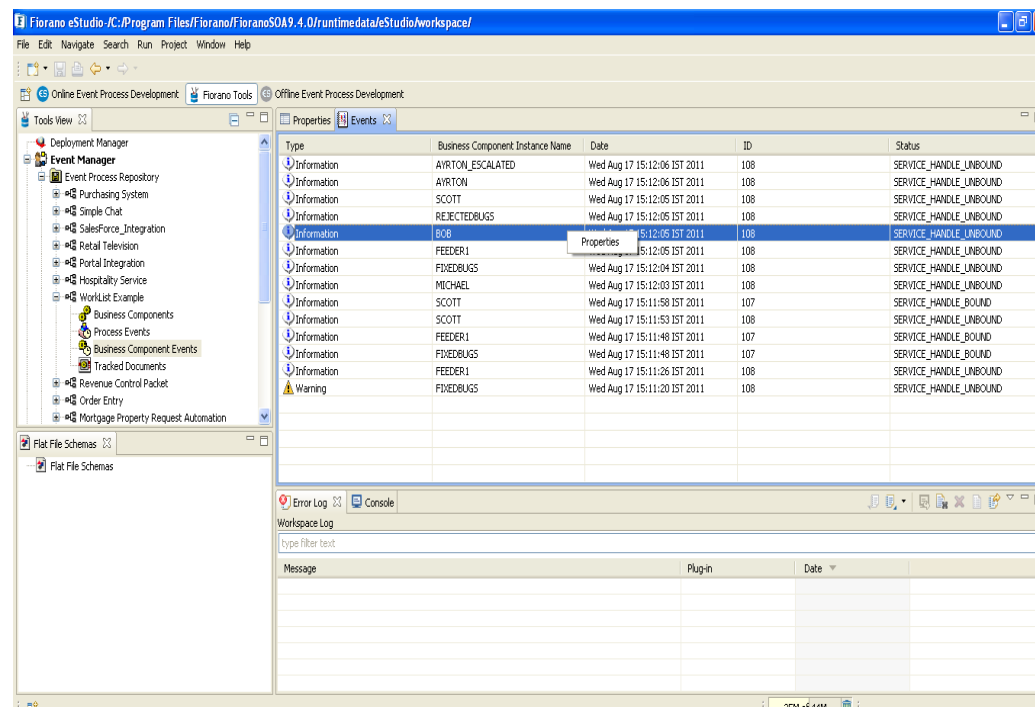 Fiorano eStudio-/C:/Program Files/Fiorano/FioranoSOA9.4.0/runtimedata/eStudio/workspace/
File Edit Navigate Search Run Project Window Help
Online Event Process Development Fiorano Tools Offline Event Process Development
Tools View
Deployment Manager
Event Manager
Event Process Repository
Purchasing System
Simple Chat
SalesForce_Integration
Retail Television
Portal Integration
Hospitality Service
WorkList Example
Business Components
Process Events
Business Component Events
Tracked Documents
Revenue Control Packet
Order Entry
Mortgage Property Request Automation
Flat File Schemas
Flat File Schemas
Properties Events
Type Business Component Instance Name Date ID Status
Information AYRTON_ESCALATED Wed Aug 17 15:12:06 IST 2011 108 SERVICE_HANDLE_UNBOUND
Information AYRTON Wed Aug 17 15:12:06 IST 2011 108 SERVICE_HANDLE_UNBOUND
Information SCOTT Wed Aug 17 15:12:05 IST 2011 108 SERVICE_HANDLE_UNBOUND
Information REJECTEDBUGS Wed Aug 17 15:12:05 IST 2011 108 SERVICE_HANDLE_UNBOUND
Information BOB 15:12:05 IST 2011 108 SERVICE_HANDLE_UNBOUND
Properties
Information FEEDER1 15:12:05 IST 2011 108 SERVICE_HANDLE_UNBOUND
Information FIXEDBUGS Wed Aug 17 15:12:04 IST 2011 108 SERVICE_HANDLE_UNBOUND
Information MICHAEL Wed Aug 17 15:12:03 IST 2011 108 SERVICE_HANDLE_UNBOUND
Information SCOTT Wed Aug 17 15:11:58 IST 2011 107 SERVICE_HANDLE_BOUND
Information SCOTT Wed Aug 17 15:11:53 IST 2011 108 SERVICE_HANDLE_UNBOUND
Information FEEDER1 Wed Aug 17 15:11:48 IST 2011 107 SERVICE_HANDLE_BOUND
Information FIXEDBUGS Wed Aug 17 15:11:48 IST 2011 107 SERVICE_HANDLE_BOUND
Information FEEDER1 Wed Aug 17 15:11:26 IST 2011 108 SERVICE_HANDLE_UNBOUND
Warning FIXEDBUGS Wed Aug 17 15:11:20 IST 2011 108 SERVICE_HANDLE_UNBOUND
Error Log Console
Workspace Log
type filter text
Message Plug-in Date